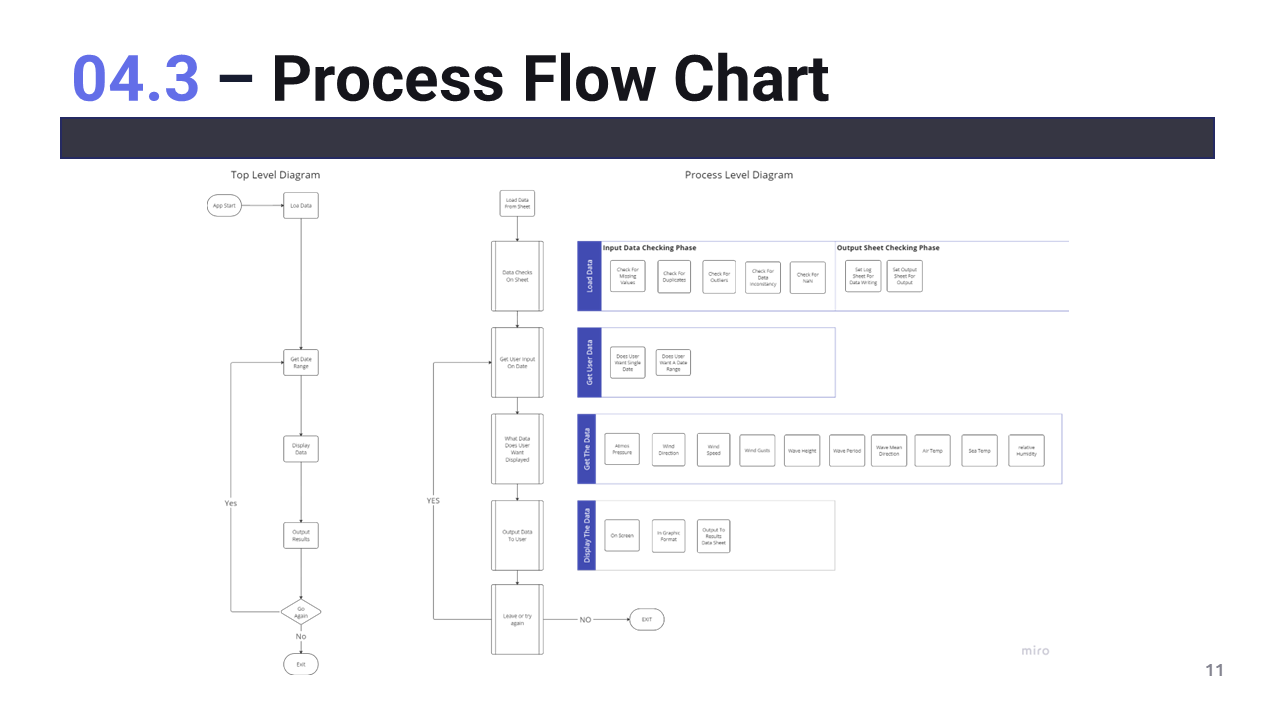 04.3 – Process Flow Chart
Top Level Diagram
App Start
Loa Data
Get Date
Range
Display
Data
Output
Results
Yes
Go
Again
No
Exit
Process Level Diagram
Load Data
From Sheet
Data Checks
On Sheet
Get User Input
On Date
What Data
Does User
Want
Displayed
Output Data
To User
YES
Leave or try
again
NO
EXIT
Load Data
Input Data Checking Phase
Check For
Missing
Values
Check For
Duplicates
Check For
Outliers
Check For
Data
Inconsitancy
Check For
NaN
Output Sheet Checking Phase
Set Log
Sheet For
Data Writing
Set Output
Sheet For
Output
Get User Data
Does User
Want Single
Date
Does User
Want A Data
Range
Get The Data
Atmos
Pressure
Wind
Direction
Wind
Speed
Wind Gusts
Wave Height
Wave Period
Wave Mean
Direction
Air Temp
Sea Temp
relative
Humidity
Display The Data
On Screen
In Graphic
Format
Output To
Results
Data Sheet
miro
11